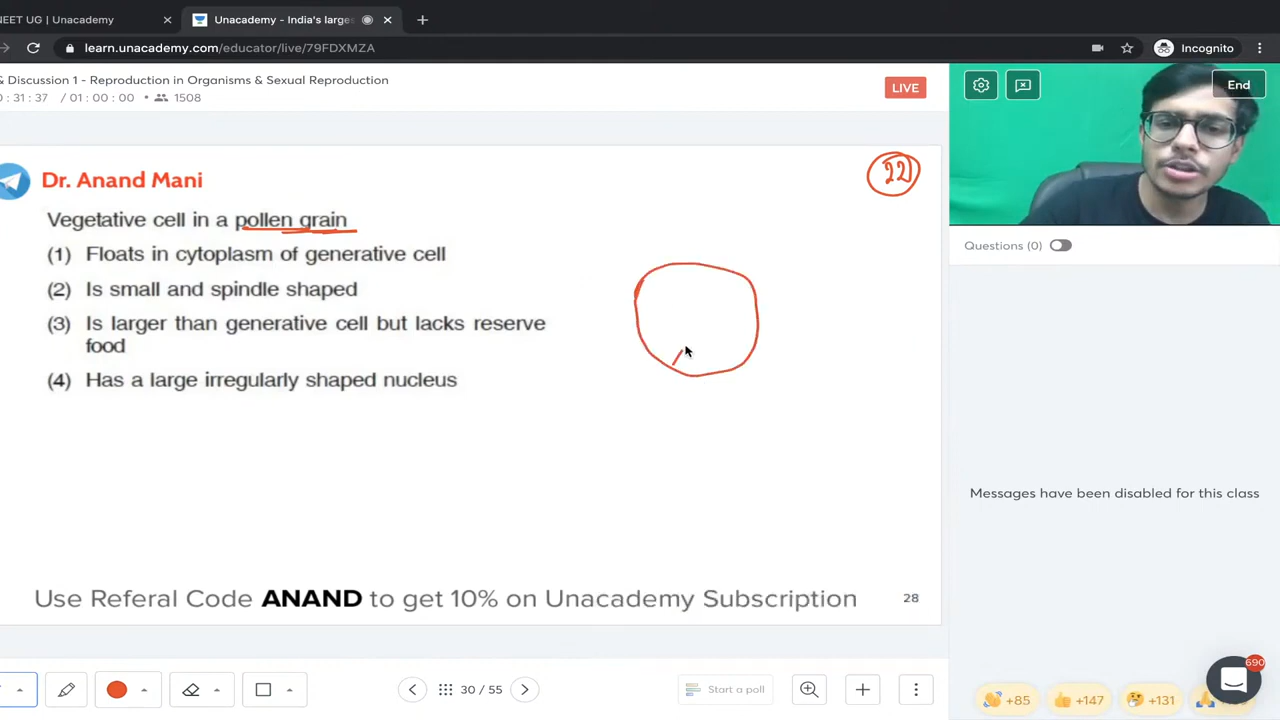 NEET UG | Unacademy
Unacademy - India's larges
learn.unacademy.com/educator/live/79FDXMZA
Incognito
& Discussion 1 - Reproduction in Organisms & Sexual Reproduction
0 : 31 : 37 / 01 : 00 : 00 • 1508
LIVE
End
Dr. Anand Mani
22
Vegetative cell in a pollen grain
(1) Floats in cytoplasm of generative cell
(2) Is small and spindle shaped
(3) Is larger than generative cell but lacks reserve
food
(4) Has a large irregularly shaped nucleus
Questions (0)
Messages have been disabled for this class
Use Referal Code ANAND to get 10% on Unacademy Subscription
28
30 / 55
Start a poll
690
+85
+147
+131